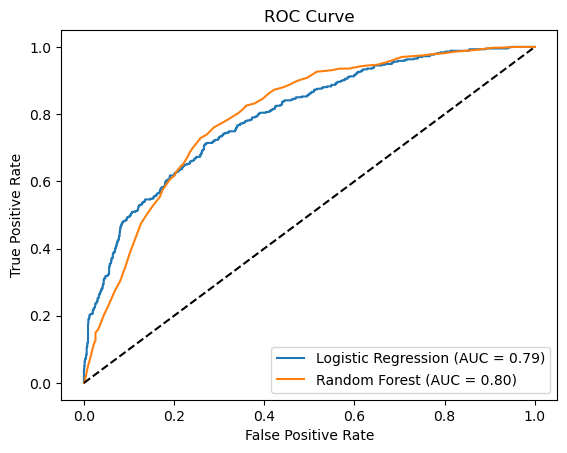 ROC Curve
1.0
0.8
0.6
0.4
0.2
0.0
True Positive Rate
Logistic Regression (AUC = 0.79)
Random Forest (AUC = 0.80)
0.0 0.2 0.4 0.6 0.8 1.0
False Positive Rate